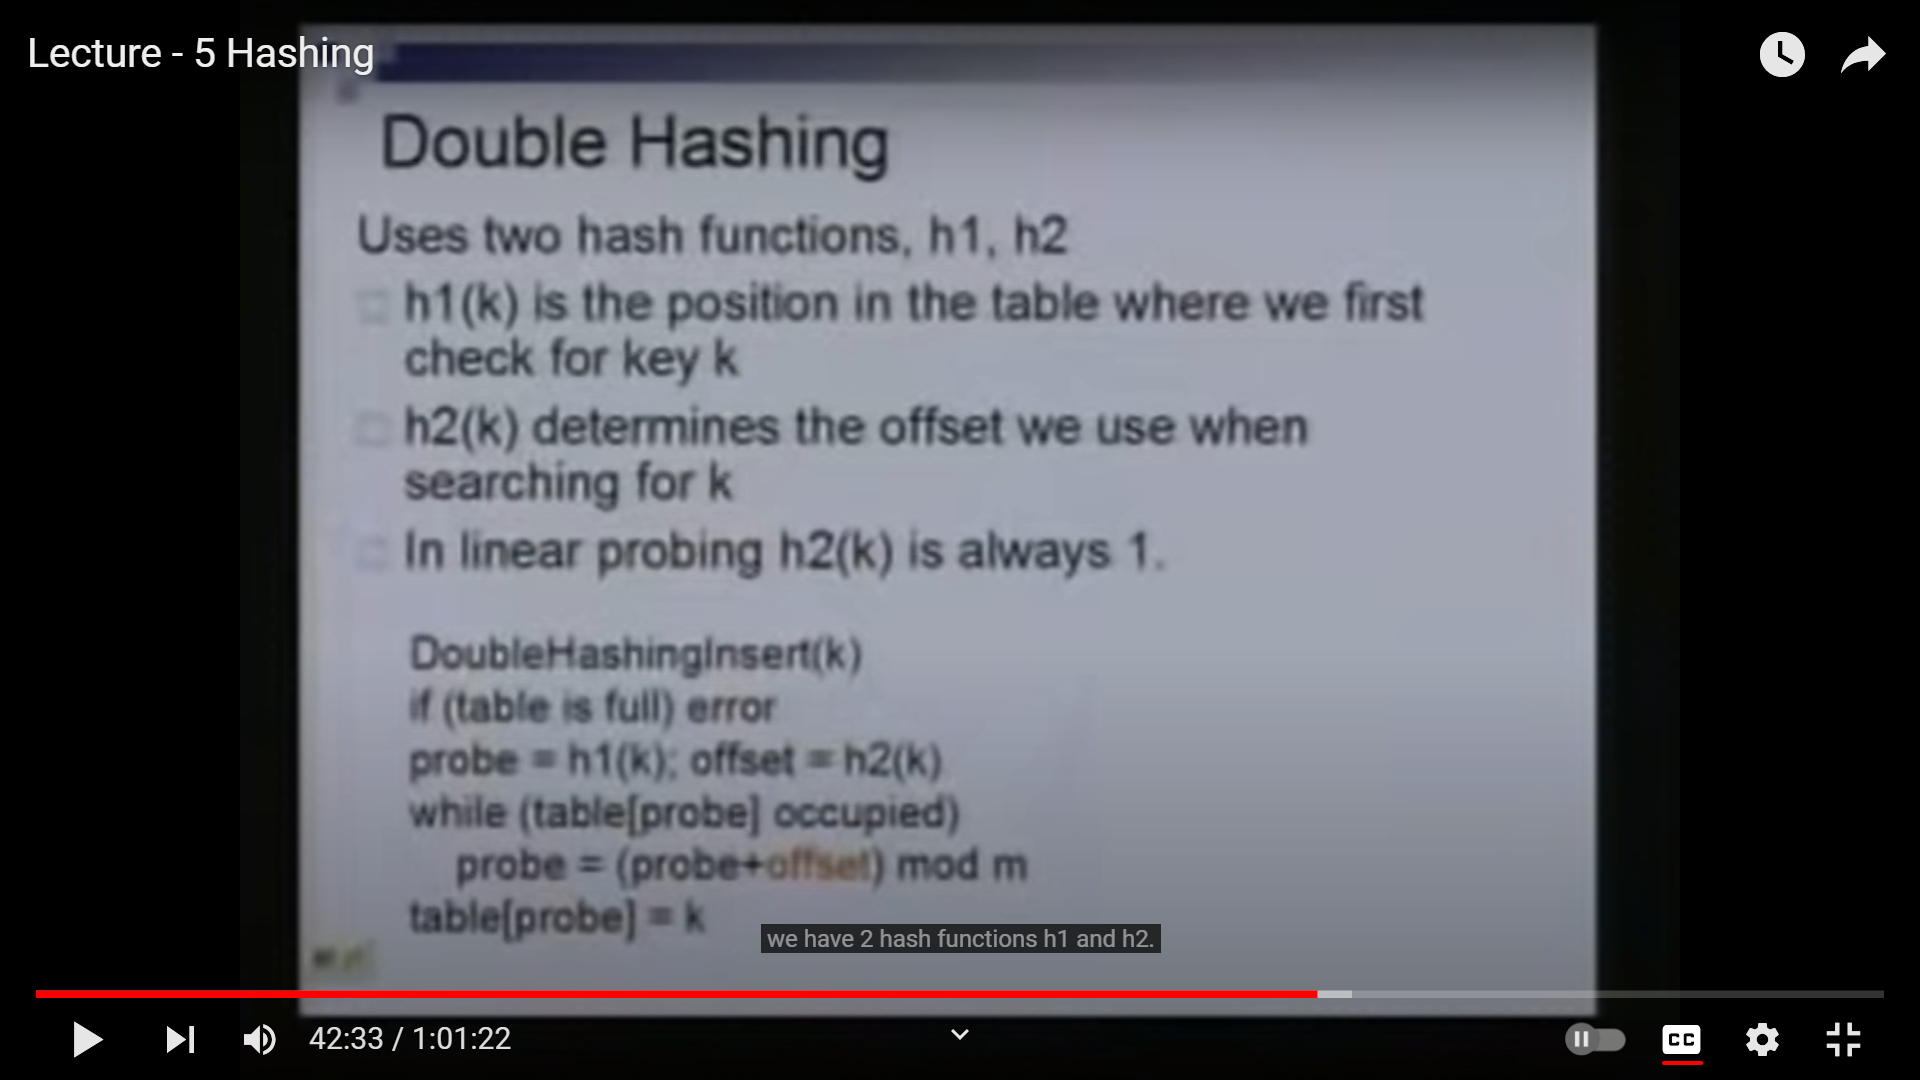 Lecture - 5 Hashing
Double Hashing
Uses two hash functions, h1, h2
h1(k) is the position in the table where we first
check for key k
h2(k) determines the offset we use when
searching for k
In linear probing h2(k) is always 1.
DoubleHashingInsert(k)
if (table is full) error
probe = h1(k); offset = h2(k)
while (table[probe] occupied)
probe = (probe+offset) mod m
table[probe] = k
we have 2 hash functions h1 and h2.
42:33 / 1:01:22
CC